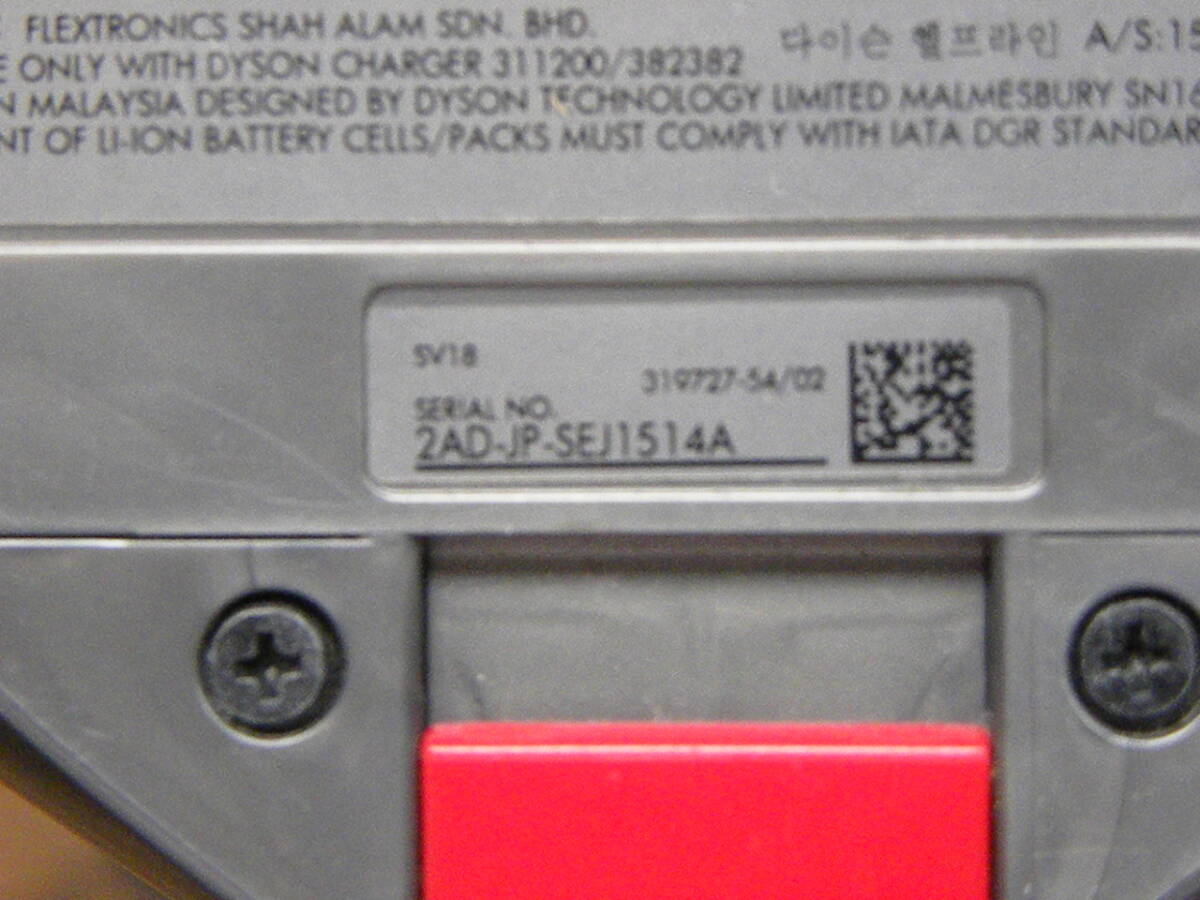 FLEXTRONICS SHAH ALAM SDN. BHD.
다이슨 헬프라인 A/S:15
E ONLY WITH DYSON CHARGER 311200/382382
N MALAYSIA DESIGNED BY DYSON TECHNOLOGY LIMITED MALMESBURY SN16
NT OF LI-ION BATTERY CELLS/PACKS MUST COMPLY WITH IATA DGR STANDAR
SV18
319727-5A/02
SERIAL NO.
2AD-JP-SEJ1514A